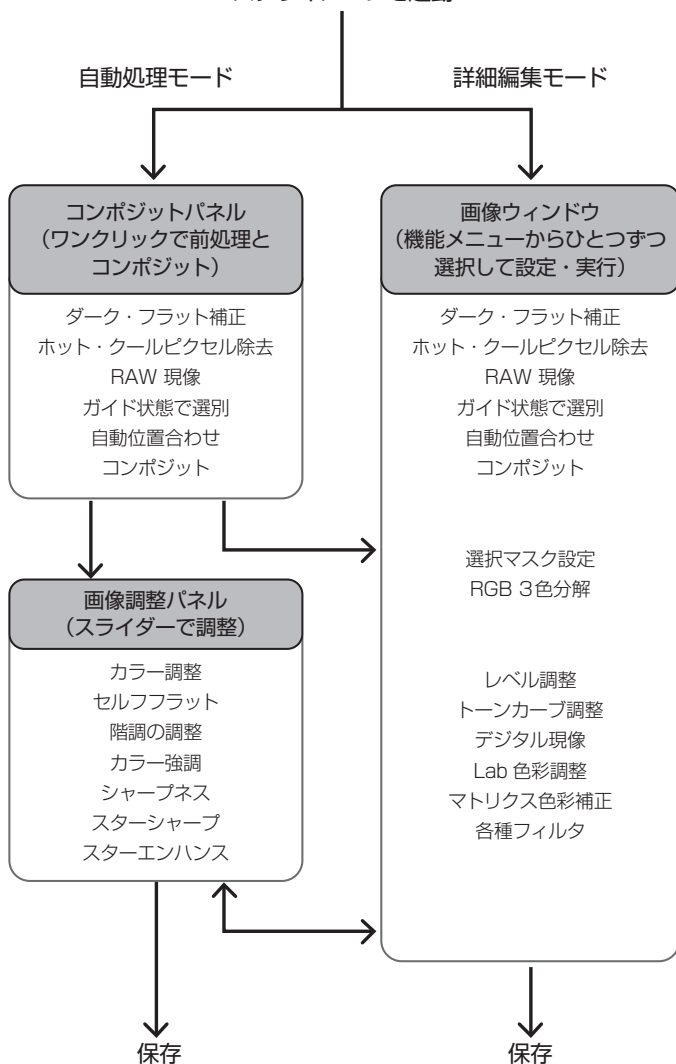 自動処理モード
詳細編集モード
コンポジットパネル
（ワンクリックで前処理と
コンポジット）
ダーク・フラット補正
ホット・クールピクセル除去
RAW 現像
ガイド状態で選別
自動位置合わせ
コンポジット
画像調整パネル
（スライダーで調整）
カラー調整
セルフフラット
階調の調整
カラー強調
シャープネス
スターシャープ
スターエンハンス
保存
画像ウィンドウ
（機能メニューからひとつずつ
選択して設定・実行）
ダーク・フラット補正
ホット・クールピクセル除去
RAW 現像
ガイド状態で選別
自動位置合わせ
コンポジット
選択マスク設定
RGB 3色分解
レベル調整
トーンカーブ調整
デジタル現像
Lab 色彩調整
マトリクス色彩補正
各種フィルタ
保存